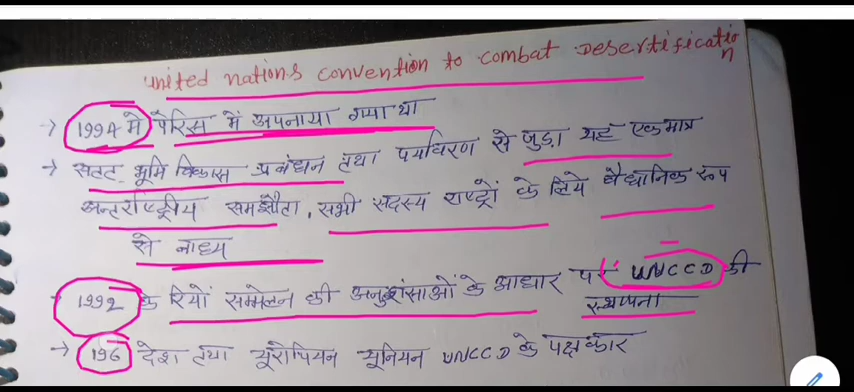 united nations convention to combat Desertification
→ 1994 मे पेरिस में अपनाया गया था
→ सतत भूमि विकास प्रबंधन तथा पर्यावरण से जुड़ा यह एकमात्र
अन्तर्राष्ट्रीय समझौता, सभी सदस्य राष्ट्रों के लिये वैधानिक रूप
से बाध्य
→ 1992 के रियों सम्मेलन की अनुशंसाओं के आधार पर UNCCD की
स्थापना
→ 196 देश तथा यूरोपियन यूनियन UNCCD के पक्षकार